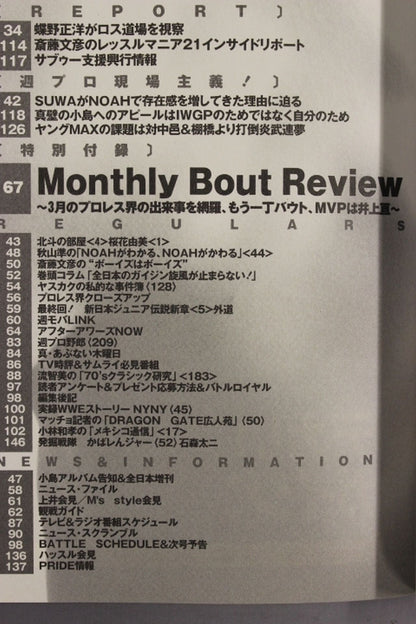 〔REPORT〕
34 蝶野正洋がロス道場を視察
114 斎藤文彦のレッスルマニア21インサイドリポート
117 サブゥー支援興行情報
〔週プロ現場主義！〕
42 SUWAがNOAHで存在感を増してきた理由に迫る
118 真壁の小島へのアピールはIWGPのためではなく自分のため
126 ヤングMAXの課題は対中邑&棚橋より打倒炎武連夢
〔特別付録〕
67 Monthly Bout Review
〜3月のプロレス界の出来事を網羅、もう一丁バウト、MVPは井上亘〜
REGULARS
43 北斗の部屋<4>桜花由美<1>
48 秋山準の「NOAHがわかる、NOAHがかわる」<44>
50 斎藤文彦の“ボーイズはボーイズ”
52 巻頭コラム「全日本のガイジン旋風が止まらない！」
54 ヤスカクの私的な事件簿〈128〉
56 プロレス界クローズアップ
59 最終回！ 新日本ジュニア伝説新章<5>外道
60 週モバLINK
64 アフターアワーズNOW
83 週プロ野郎〈209〉
84 真・あぶない木曜日
86 TV時評&サムライ必見番組
88 流智美の「70'sクラシック研究」<183>
97 読者アンケート&プレゼント応募方法&バトルロイヤル
98 編集後記
100 実録WWEストーリー NYNY〈45〉
101 マッチョ記者の「DRAGON GATE広人苑」〈50〉
102 小林和孝の「メキシコ通信」<17>
146 発掘戦隊 かばレンジャー〈52〉石森太二
NEWS&INFORMATION
47 小島アルバム告知&全日本増刊
58 ニュース・ファイル
61 上井会見／M's style会見
62 観戦ガイド
87 テレビ&ラジオ番組スケジュール
90 ニュース・スクランブル
98 BATTLE SCHEDULE&次号予告
136 ハッスル会見
137 PRIDE情報